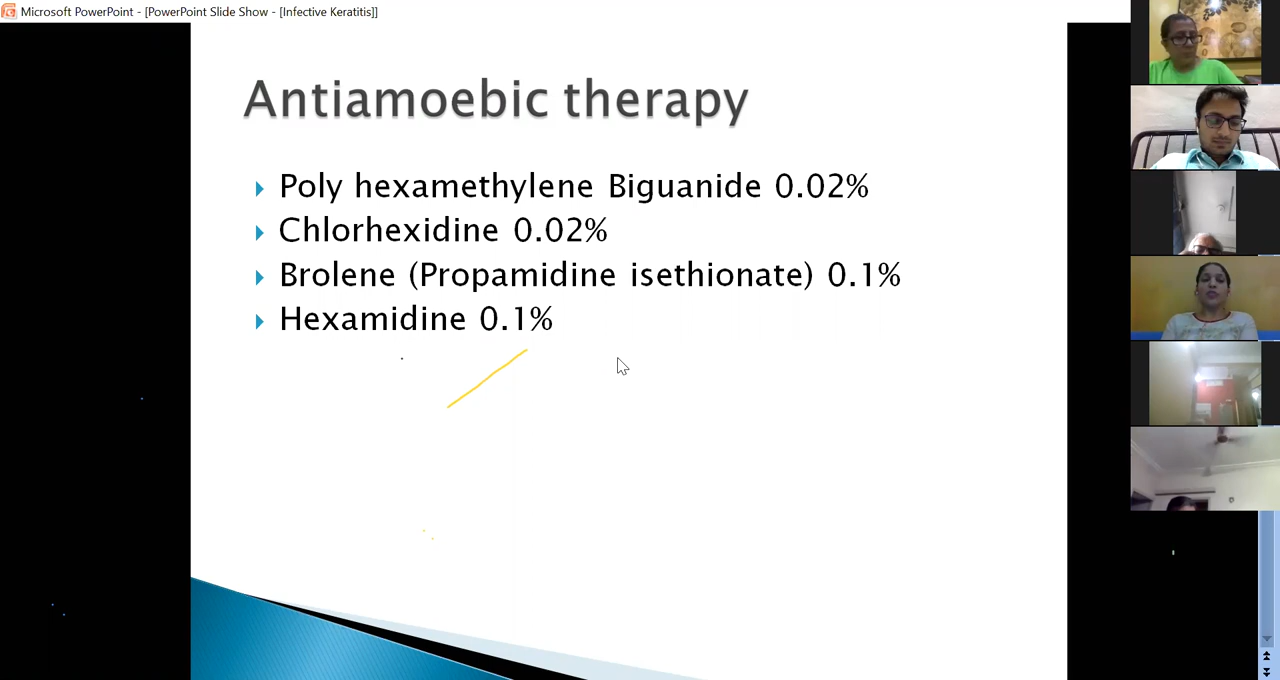 Microsoft PowerPoint - [PowerPoint Slide Show - [Infective Keratitis]]
Antiamoebic therapy
Poly hexamethylene Biguanide 0.02%
Chlorhexidine 0.02%
Brolene (Propamidine isethionate) 0.1%
Hexamidine 0.1%